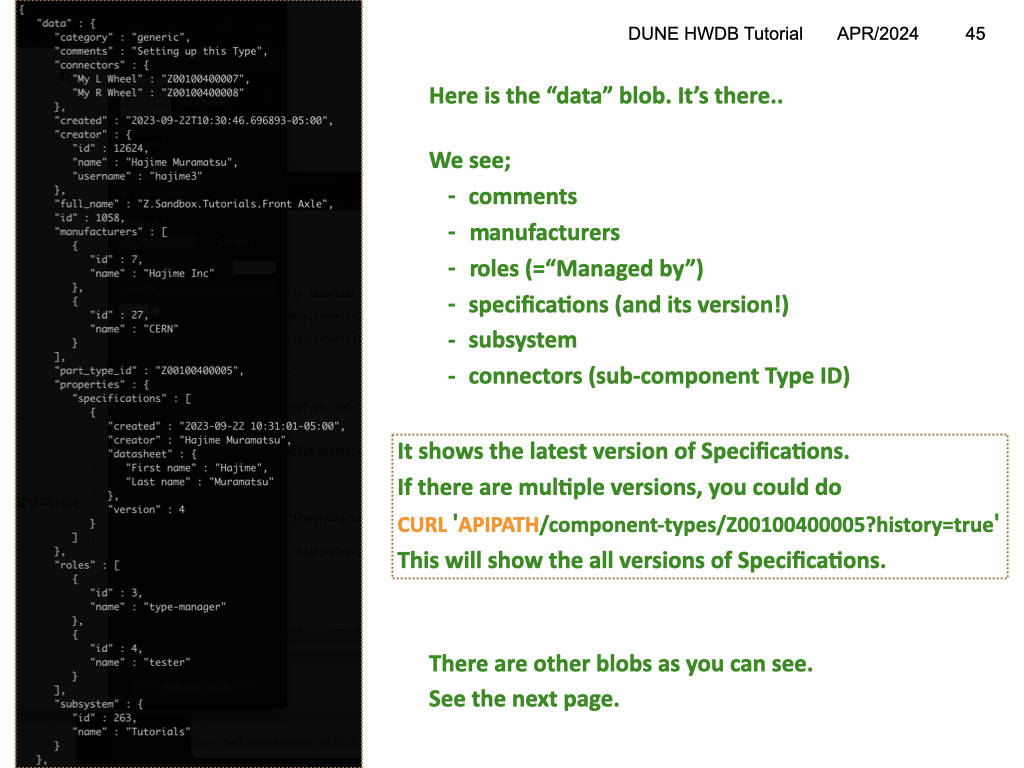 {
"data" : {
"category" : "generic",
"comments" : "Setting up this Type",
"connectors" : {
"My L Wheel" : "Z00100400007",
"My R Wheel" : "Z00100400008"
},
"created" : "2023-09-22T10:30:46.696893-05:00",
"creator" : {
"id" : 12624,
"name" : "Hajime Muramatsu",
"username" : "hajime3"
},
"full_name" : "Z.Sandbox.Tutorials.Front Axle",
"id" : 1058,
"manufacturers" : [
{
"id" : 7,
"name" : "Hajime Inc"
},
{
"id" : 27,
"name" : "CERN"
}
],
"part_type_id" : "Z00100400005",
"properties" : {
"specifications" : [
{
"created" : "2023-09-22 10:31:01-05:00",
"creator" : "Hajime Muramatsu",
"datasheet" : {
"First name" : "Hajime",
"Last name" : "Muramatsu"
},
"version" : 4
}
]
},
"roles" : [
{
"id" : 3,
"name" : "type-manager"
},
{
"id" : 4,
"name" : "tester"
}
],
"subsystem" : {
"id" : 263,
"name" : "Tutorials"
}
},
DUNE HWDB Tutorial APR/2024 45
Here is the “data” blob. It’s there..
We see;
- comments
- manufacturers
- roles (=“Managed by”)
- specifications (and its version!)
- subsystem
- connectors (sub-component Type ID)
It shows the latest version of Specifications.
If there are multiple versions, you could do
CURL 'APIPATH/component-types/Z00100400005?history=true'
This will show the all versions of Specifications.
There are other blobs as you can see.
See the next page.